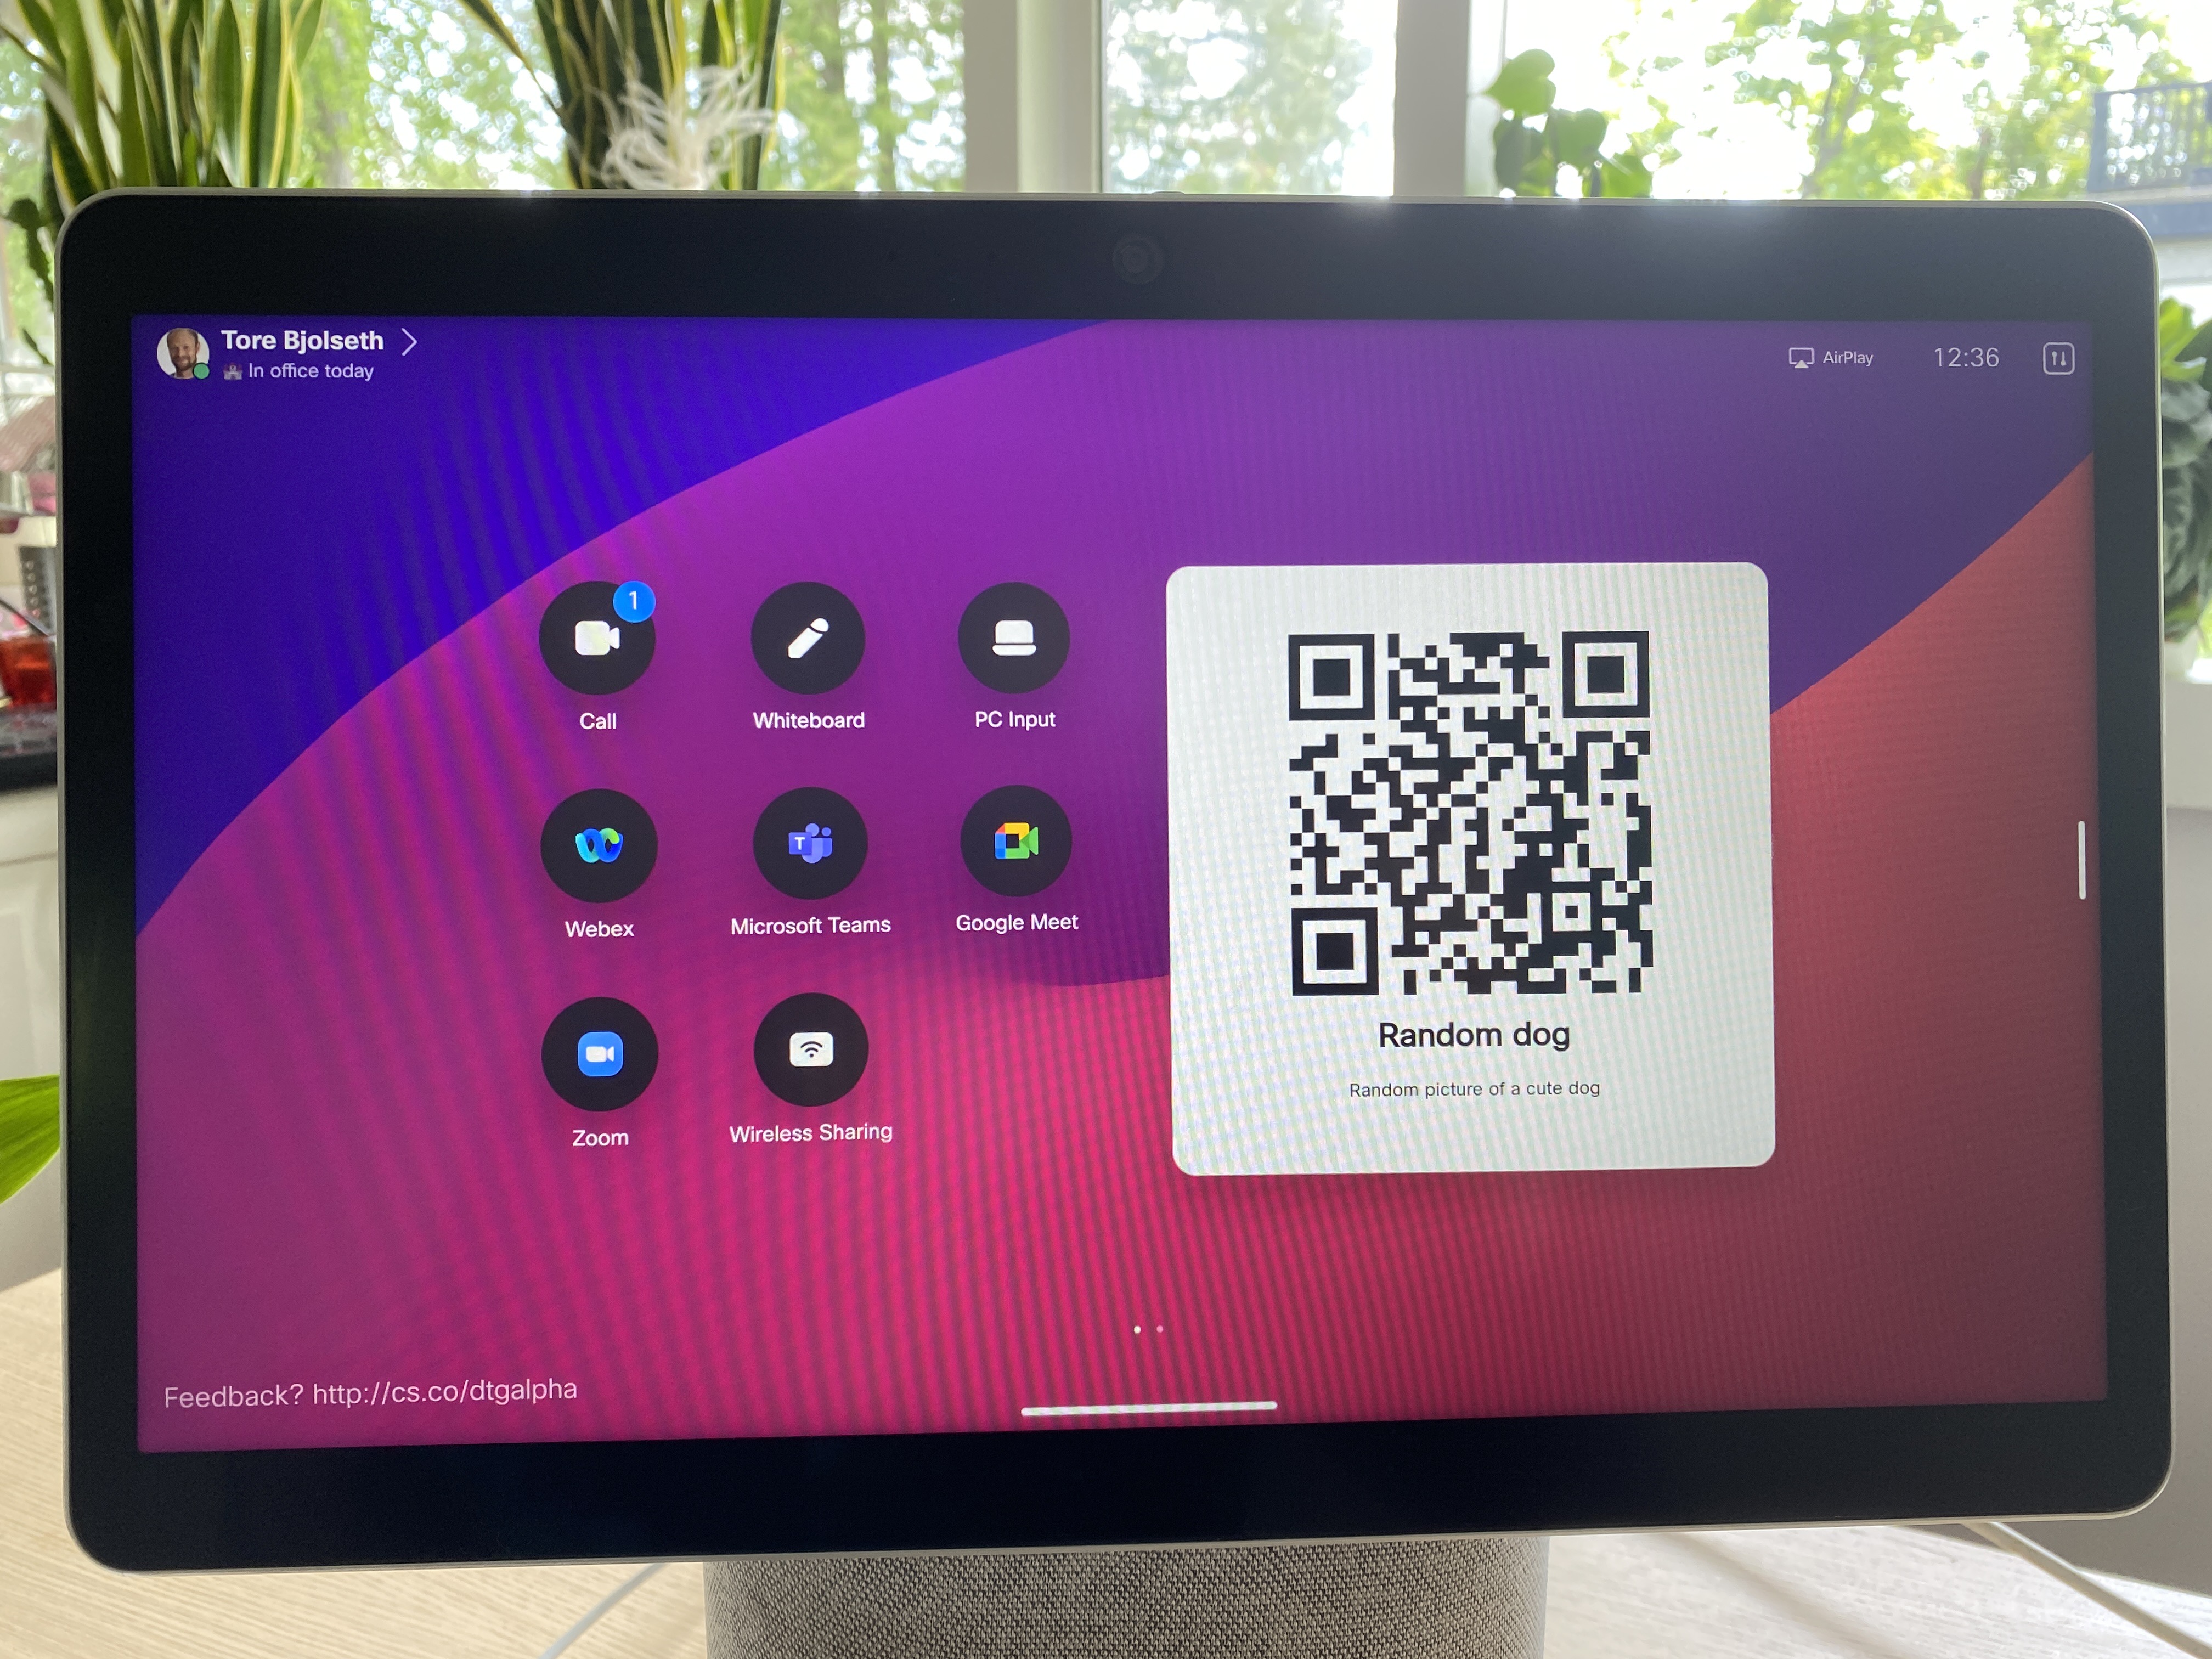 Tore Bjolseth
In office today
AirPlay
12:36
1
Call
Whiteboard
PC Input
T
Webex
Microsoft Teams
Google Meet
Zoom
Wireless Sharing
Random dog
Random picture of a cute dog
Feedback? http://cs.co/dtgalpha